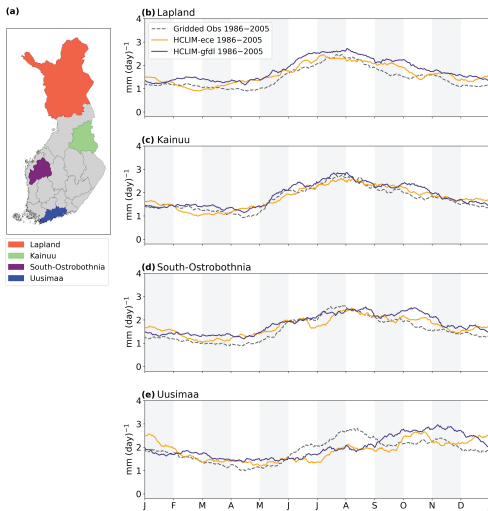 (a)
Lapland
Kainuu
South-Ostrobothnia
Uusimaa
(b) Lapland
Gridded Obs 1986−2005
HCLIM-ece 1986−2005
HCLIM-gfdl 1986−2005
mm (day)⁻¹
4
3
2
1
0
(c) Kainuu
mm (day)⁻¹
4
3
2
1
0
(d) South-Ostrobothnia
mm (day)⁻¹
4
3
2
1
0
(e) Uusimaa
mm (day)⁻¹
4
3
2
1
0
J F M A M J J A S O N D